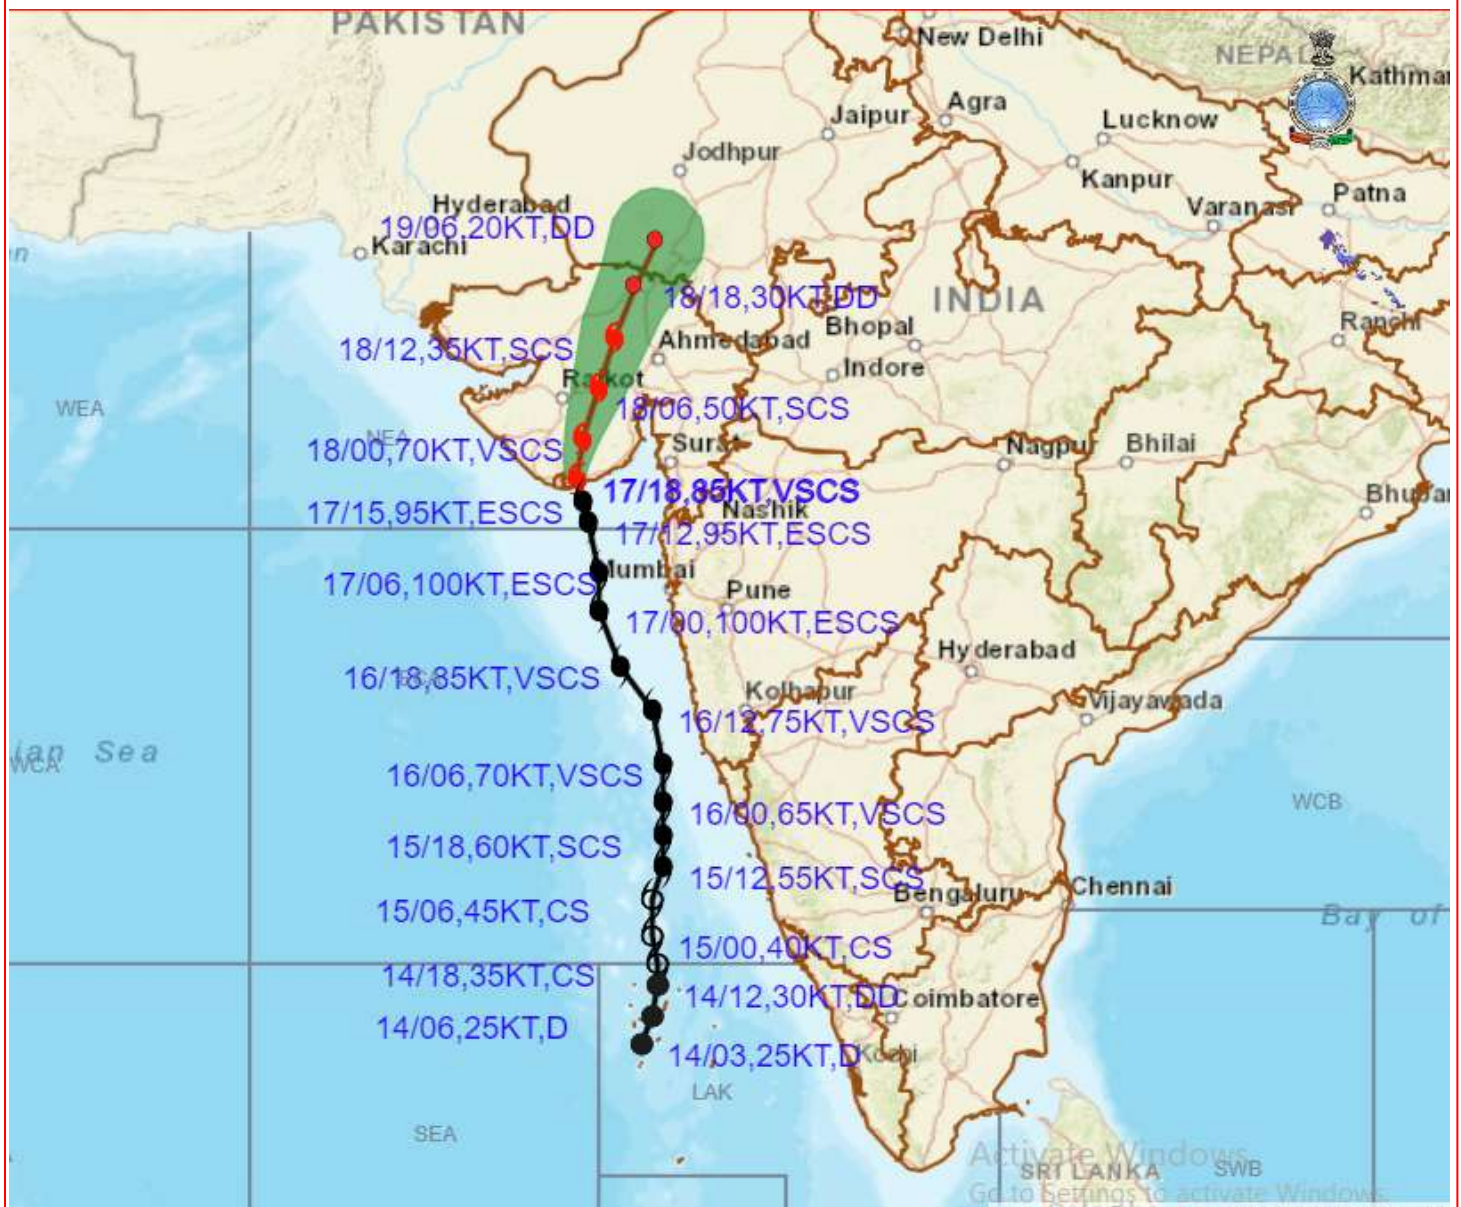 PAKISTAN
New Delhi
NEPAL
Kathmar
Agra
Jaipur
Lucknow
Jodhpur
Kanpur
Patna
Hyderabad
Varanasi
19/06,20KT,DD
Karachi
en
18/18,30KT,DD
INDIA
Bhopal
Ranchi
18/12,35KT,SCS
Ahmedabad
Indore
Rajkot
WEA
18/06,50KT,SCS
NEA
18/00,70KT,VSCS
Surat
Nagpur
Bhilai
17/18,85KT,VSCS
Bhubar
17/15,95KT,ESCS
Nashik
17/12,95KT,ESCS
Mumbai
17/06,100KT,ESCS
Pune
17/00,100KT,ESCS
Hyderabad
16/18,85KT,VSCS
Kolhapur
Vijayawada
16/12,75KT,VSCS
ian Sea
WCA
16/06,70KT,VSCS
WCB
16/00,65KT,VSCS
15/18,60KT,SCS
15/12,55KT,SCS
Chennai
Bengaluru
15/06,45KT,CS
Bay of
15/00,40KT,CS
14/18,35KT,CS
14/12,30KT,DD
Coimbatore
14/06,25KT,D
14/03,25KT,D
Kochi
LAK
SEA
Activate Windows
SRI LANKA
SWB
Go to Settings to activate Windows.